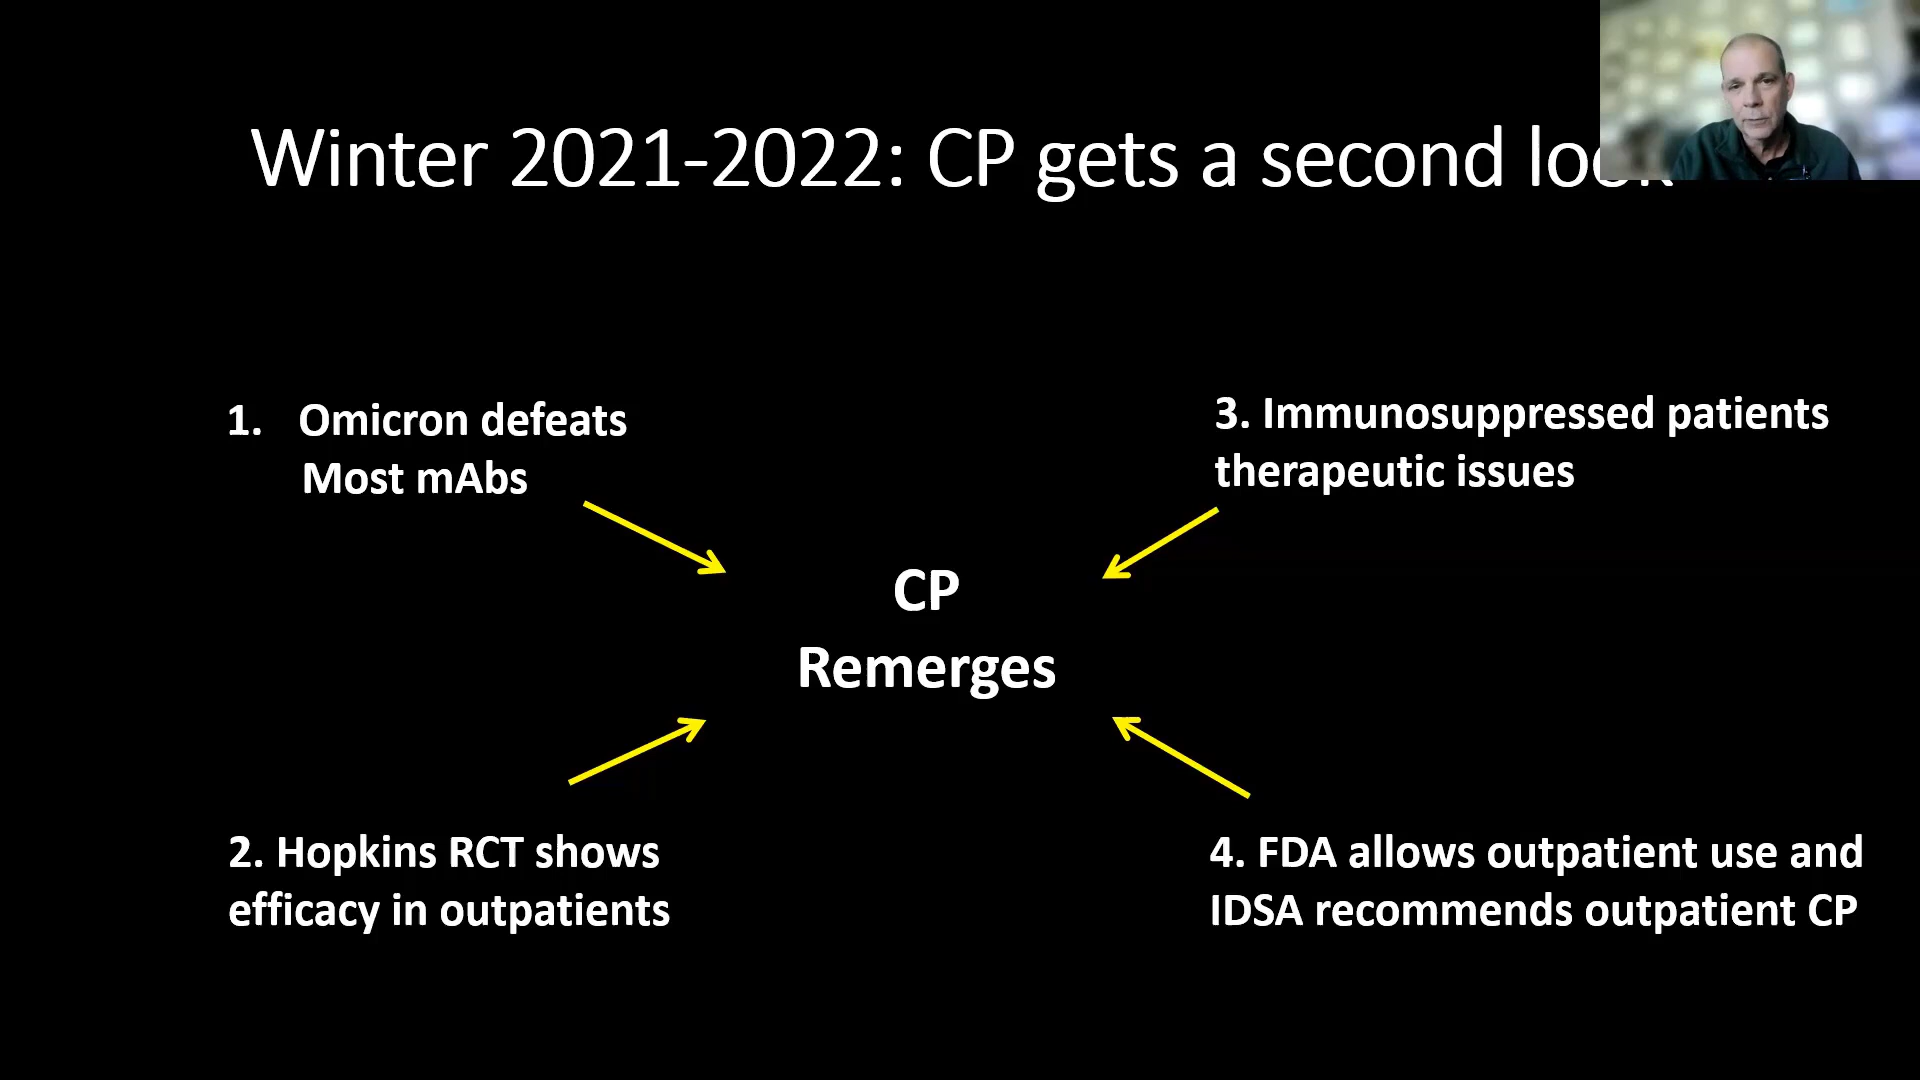 Winter 2021-2022: CP gets a second look
1. Omicron defeats
Most mAbs
3. Immunosuppressed patients
therapeutic issues
CP
Remerges
2. Hopkins RCT shows
efficacy in outpatients
4. FDA allows outpatient use and
IDSA recommends outpatient CP